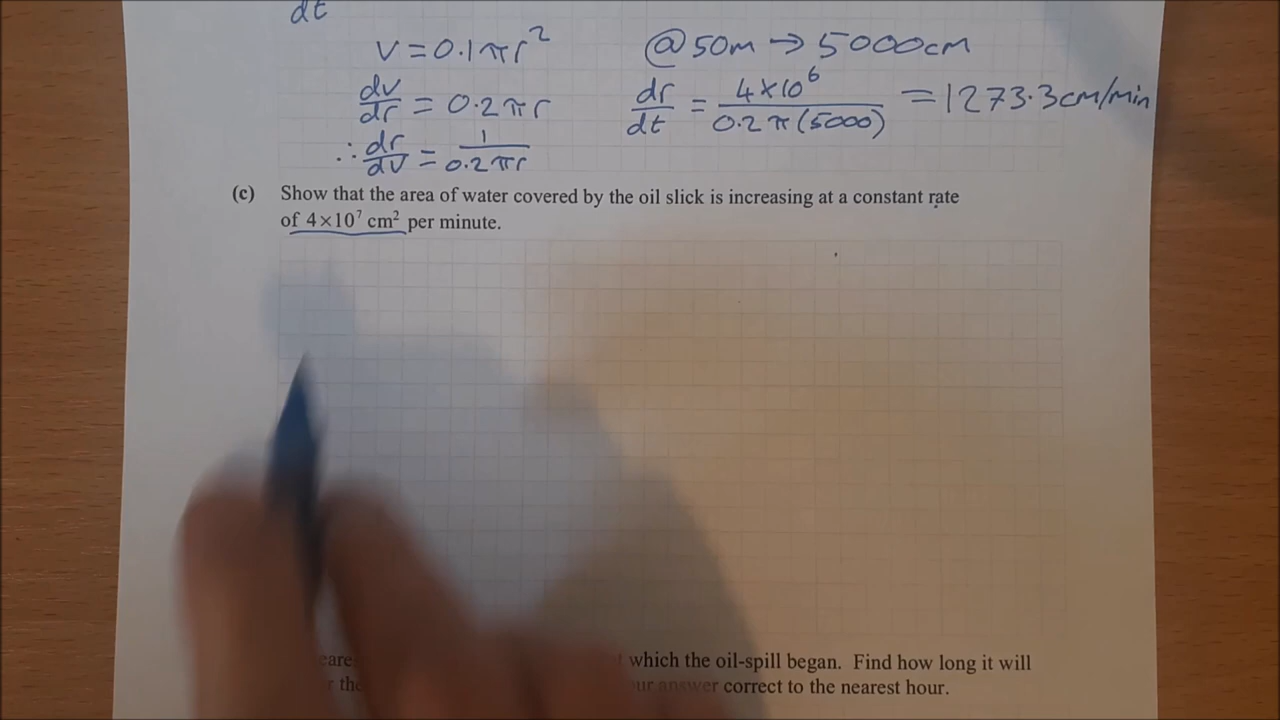 dt
V = 0.1πr² @ 50m → 5000cm
dv/dr = 0.2πr dr/dt = 4×10⁶/0.2π(5000) = 1273.3cm/min
∴ dr/dv = 1/0.2πr
(c) Show that the area of water covered by the oil slick is increasing at a constant rate
of 4×10⁷ cm² per minute.
which the oil-spill began. Find how long it will
answer correct to the nearest hour.